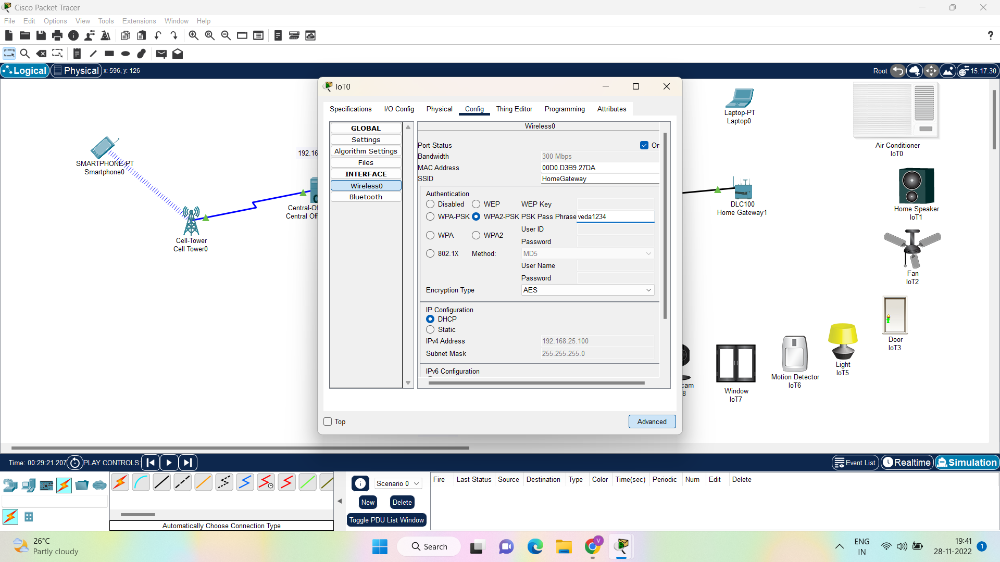 Cisco Packet Tracer
File Edit Options View Tools Extensions Window Help
Logical Physical x: 596, y: 126 Root 15:17:30
IoT0
Specifications I/O Config Physical Config Thing Editor Programming Attributes
GLOBAL
Settings
Algorithm Settings
Files
INTERFACE
Wireless0
Bluetooth
Wireless0
Port Status On
Bandwidth 300 Mbps
MAC Address 00D0.D3B9.27DA
SSID HomeGateway
Authentication
Disabled WEP WEP Key
WPA-PSK WPA2-PSK PSK Pass Phrase veda1234
User ID
WPA WPA2
Password
802.1X Method: MD5
User Name
Password
Encryption Type AES
IP Configuration
DHCP
Static
IPv4 Address 192.168.25.100
Subnet Mask 255.255.255.0
IPv6 Configuration
Top Advanced
SMARTPHONE-PT
Smartphone0
192.16
Central-Of
Central Off
Cell-Tower
Cell Tower0
Laptop-PT
Laptop0
Air Conditioner
IoT0
DLC100
Home Gateway1
Home Speaker
IoT1
Fan
IoT2
Door
IoT3
Light
IoT5
Motion Detector
IoT6
Window
IoT7
cam
8
Time: 00:29:21.207 PLAY CONTROLS: Event List Realtime Simulation
Scenario 0
New Delete
Toggle PDU List Window
Fire Last Status Source Destination Type Color Time(sec) Periodic Num Edit Delete
Automatically Choose Connection Type
26°C
Partly cloudy
Search
V
ENG
IN
19:41
28-11-2022
1